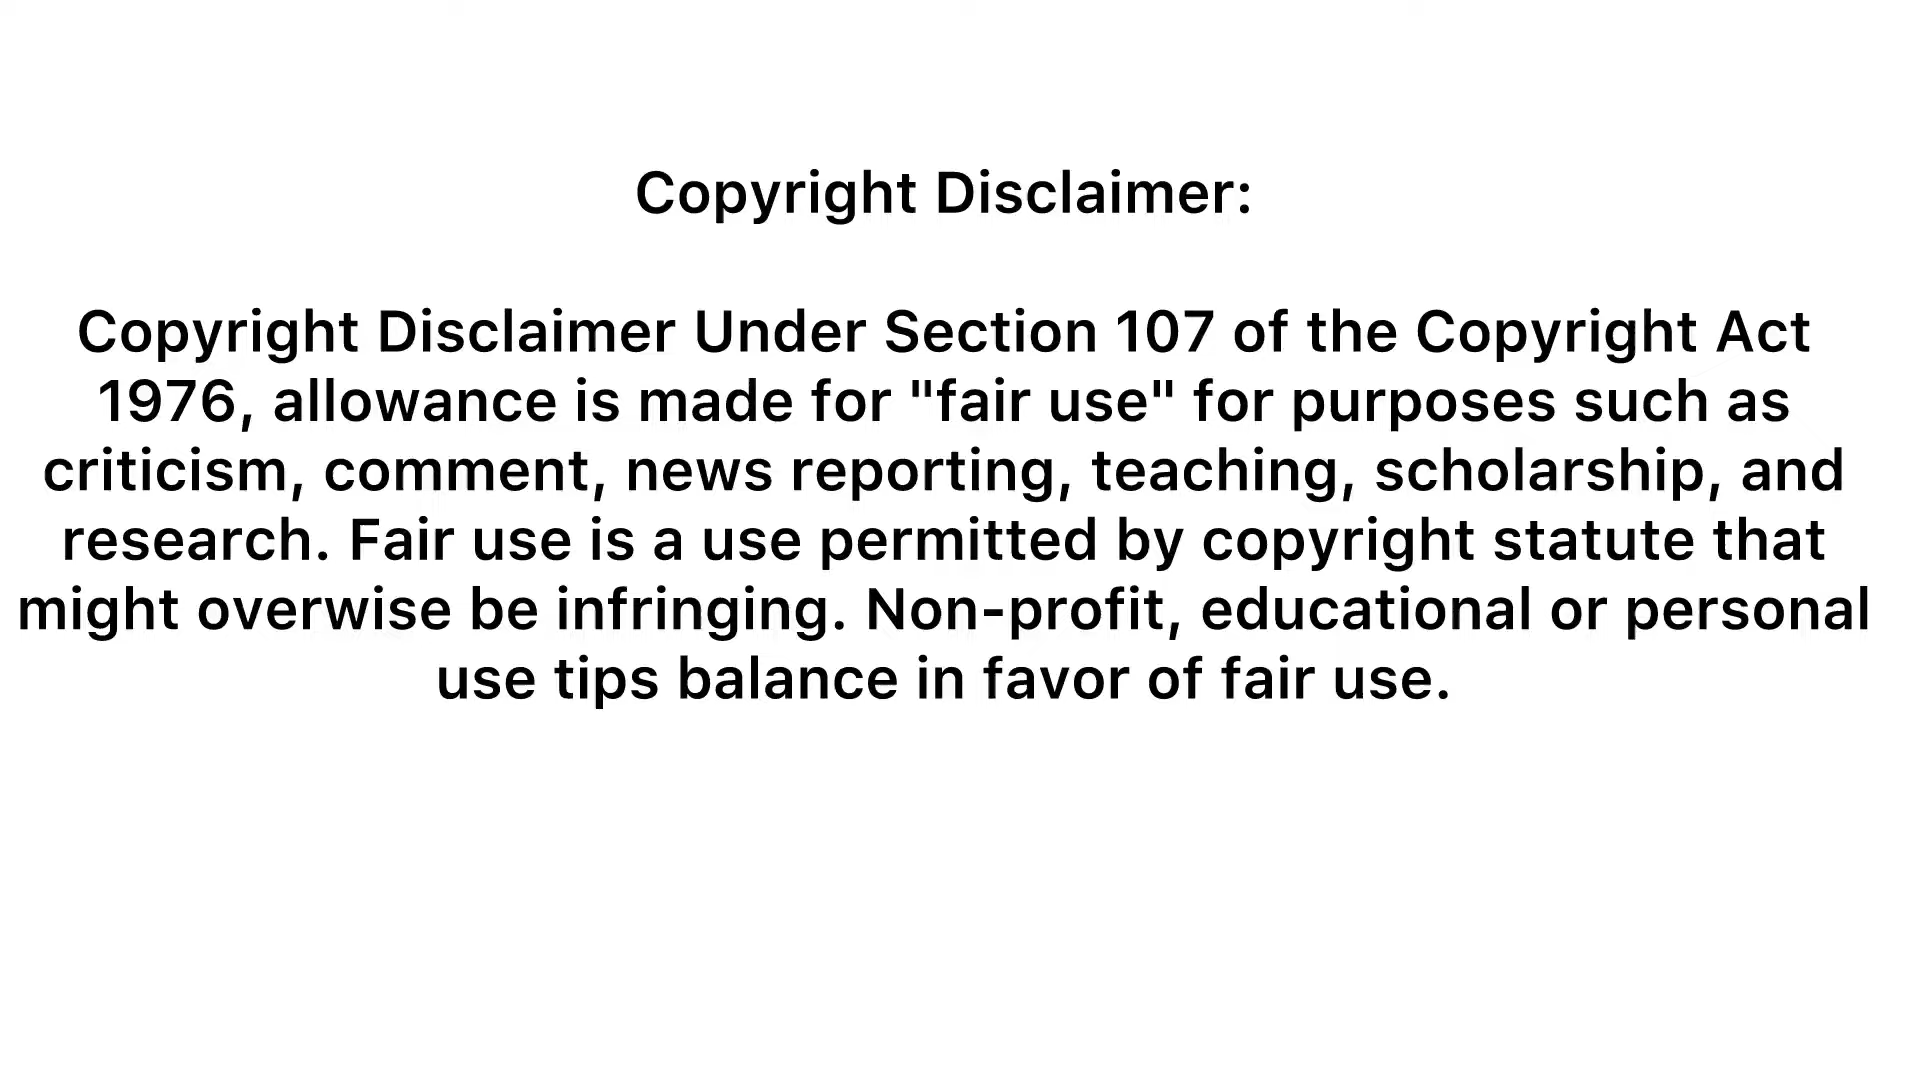 Copyright Disclaimer:
Copyright Disclaimer Under Section 107 of the Copyright Act
1976, allowance is made for "fair use" for purposes such as
criticism, comment, news reporting, teaching, scholarship, and
research. Fair use is a use permitted by copyright statute that
might overwise be infringing. Non-profit, educational or personal
use tips balance in favor of fair use.